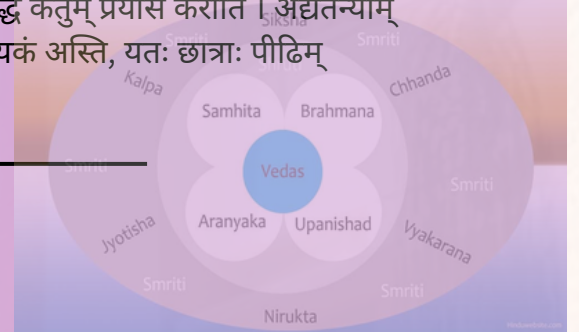 कर्तुम् प्रयासं करोति । अद्यतन्याम्
अस्ति, यतः छात्राः पीढिम्
Siksha
Smriti
Smriti
Kalpa
Chhanda
Samhita
Brahmana
Smriti
Vedas
Smriti
Aranyaka
Upanishad
Jyotisha
Vyakarana
Smriti
Smriti
Nirukta